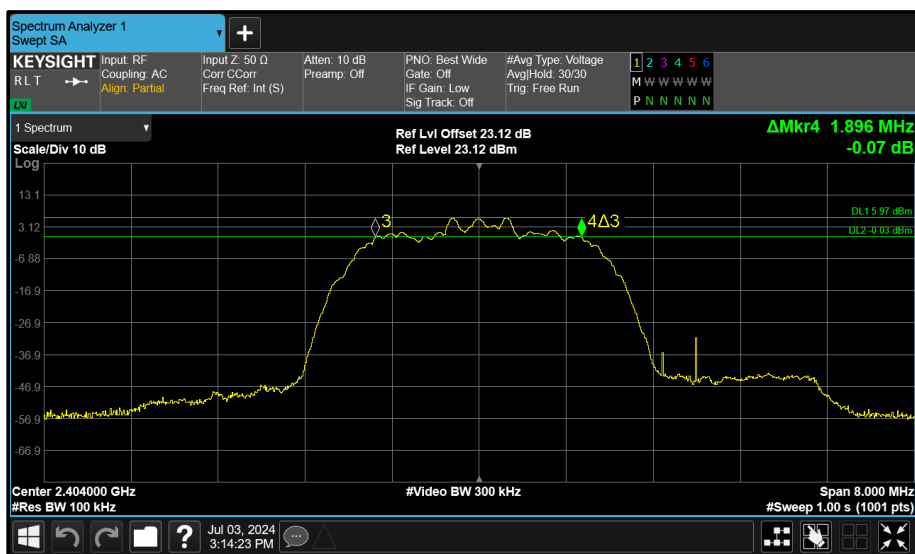 Spectrum Analyzer 1
Swept SA
▼
+
KEYSIGHT
R L T
LXI
Input: RF
Coupling: AC
Align: Partial
Input Z: 50 Ω
Corr CCorr
Freq Ref: Int (S)
Atten: 10 dB
Preamp: Off
PNO: Best Wide
Gate: Off
IF Gain: Low
Sig Track: Off
#Avg Type: Voltage
Avg|Hold: 30/30
Trig: Free Run
1 2 3 4 5 6
M W W W W W
P N N N N N
1 Spectrum
Scale/Div 10 dB
Ref Lvl Offset 23.12 dB
Ref Level 23.12 dBm
ΔMkr4 1.896 MHz
-0.07 dB
Log
13.1
3.12
-6.88
-16.9
-26.9
-36.9
-46.9
-56.9
-66.9
3
4Δ3
DL1 5.97 dBm
DL2 -0.03 dBm
Center 2.404000 GHz
#Res BW 100 kHz
#Video BW 300 kHz
Span 8.000 MHz
#Sweep 1.00 s (1001 pts)
?
Jul 03, 2024
3:14:23 PM